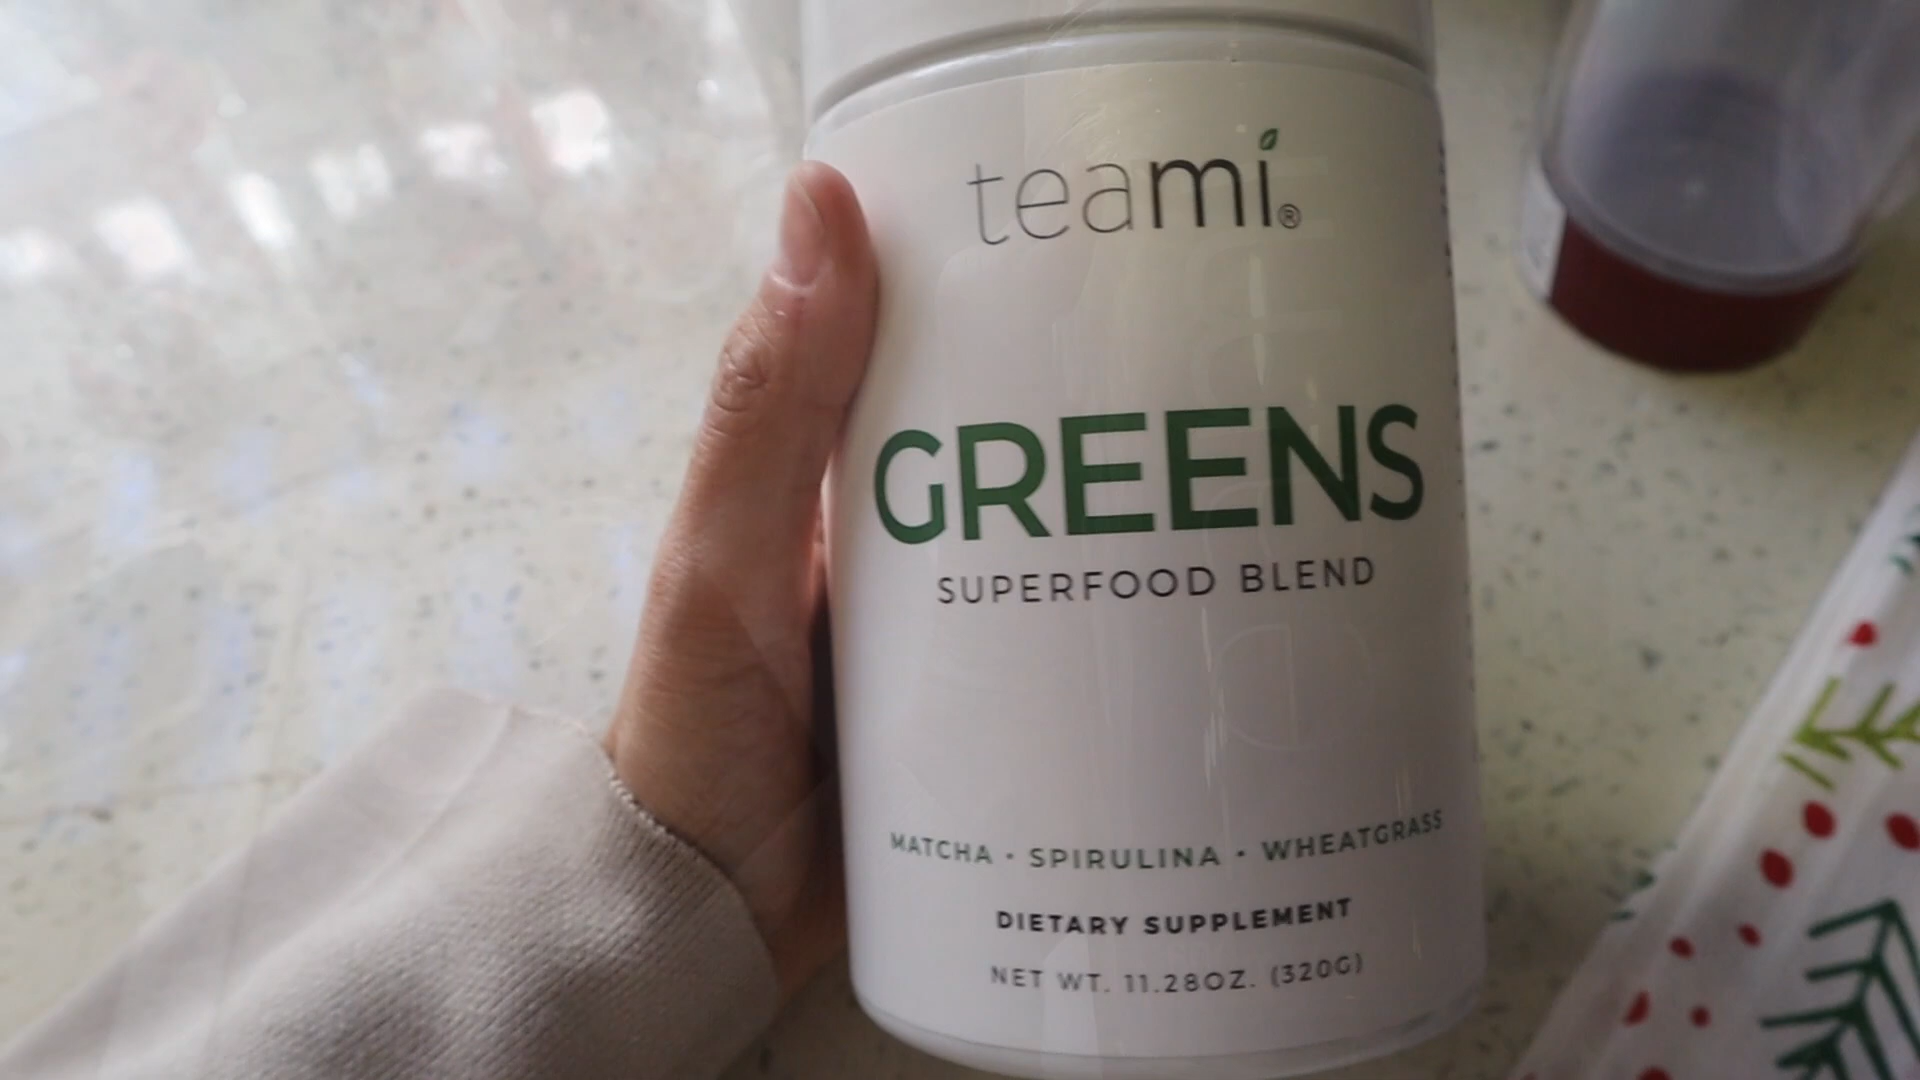 teami®
GREENS
SUPERFOOD BLEND
MATCHA • SPIRULINA • WHEATGRASS
DIETARY SUPPLEMENT
NET WT. 11.28OZ. (320G)